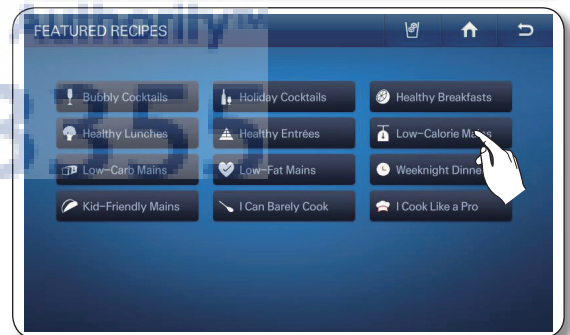 FEATURED RECIPES
Bubbly Cocktails
Holiday Cocktails
Healthy Breakfasts
Healthy Lunches
Healthy Entrées
Low-Calorie Mains
Low-Carb Mains
Low-Fat Mains
Weeknight Dinne
Kid-Friendly Mains
I Can Barely Cook
I Cook Like a Pro